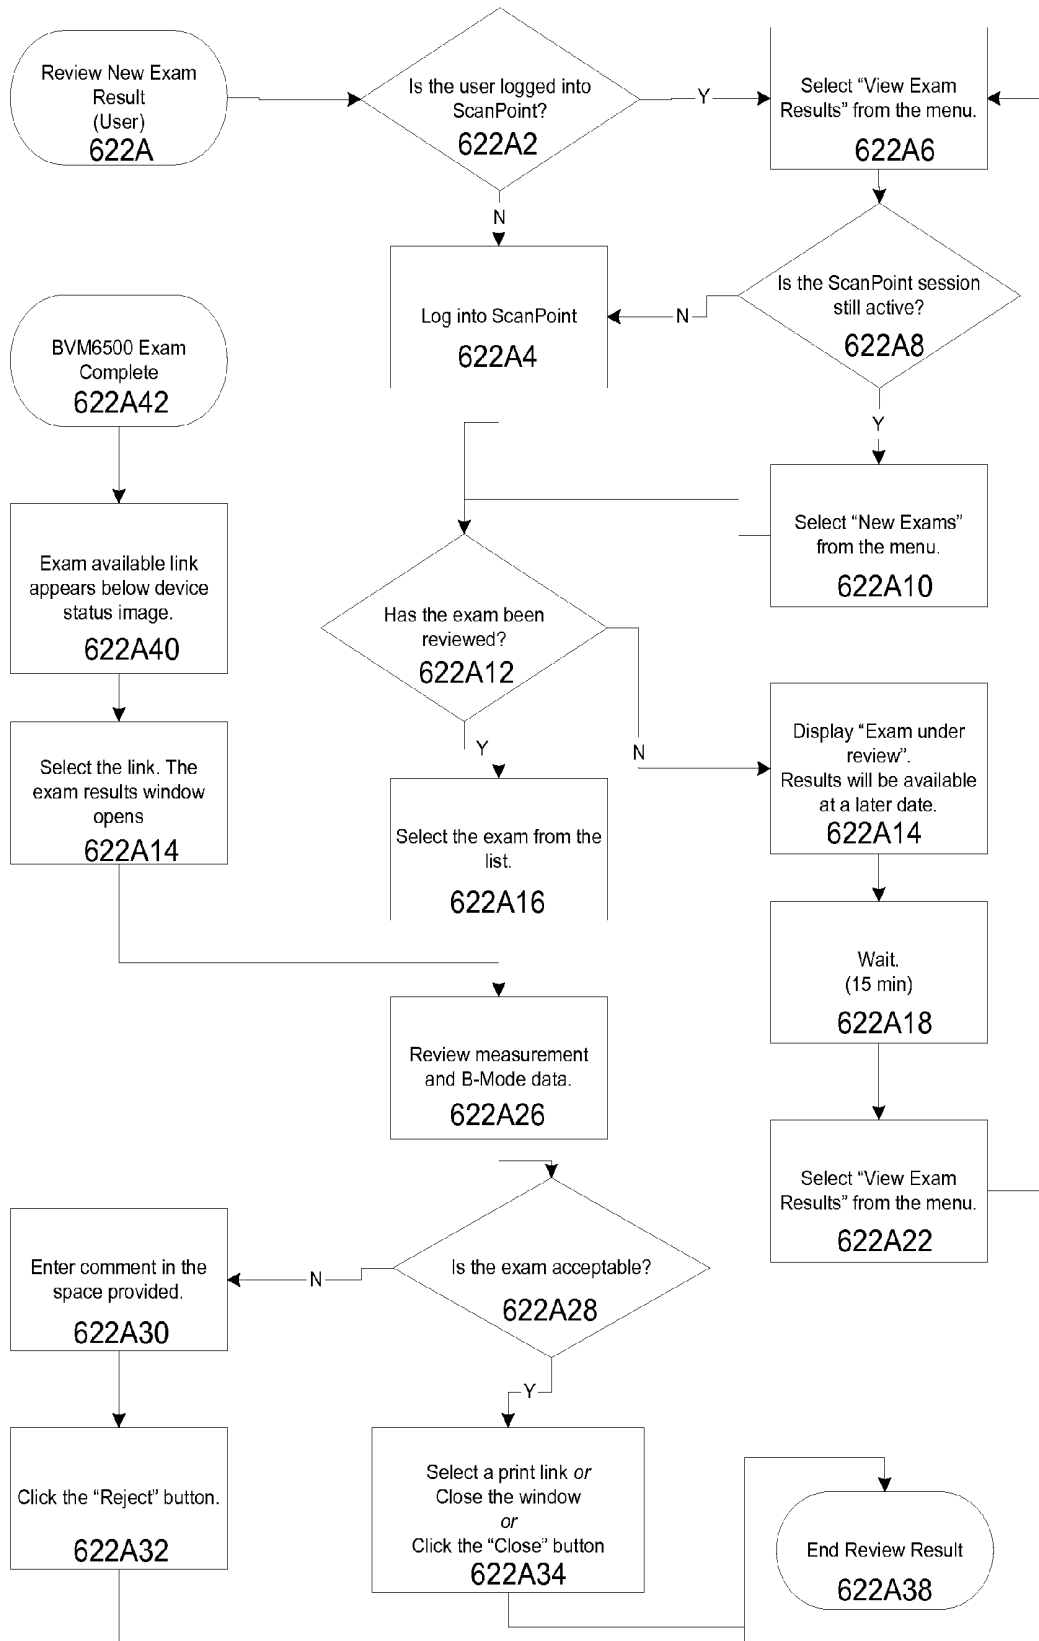 Review New Exam
Result
(User)
622A
Is the user logged into
ScanPoint?
622A2
Y
Select “View Exam
Results” from the menu.
622A6
N
Log into ScanPoint
622A4
N
Is the ScanPoint session
still active?
622A8
Y
BVM6500 Exam
Complete
622A42
Select “New Exams”
from the menu.
622A10
Exam available link
appears below device
status image.
622A40
Has the exam been
reviewed?
622A12
Y
N
Display “Exam under
review”.
Results will be available
at a later date.
622A14
Select the link. The
exam results window
opens
622A14
Select the exam from the
list.
622A16
Wait.
(15 min)
622A18
Review measurement
and B-Mode data.
622A26
Select “View Exam
Results” from the menu.
622A22
Is the exam acceptable?
622A28
N
Enter comment in the
space provided.
622A30
Y
Click the “Reject” button.
622A32
Select a print link or
Close the window
or
Click the “Close” button
622A34
End Review Result
622A38